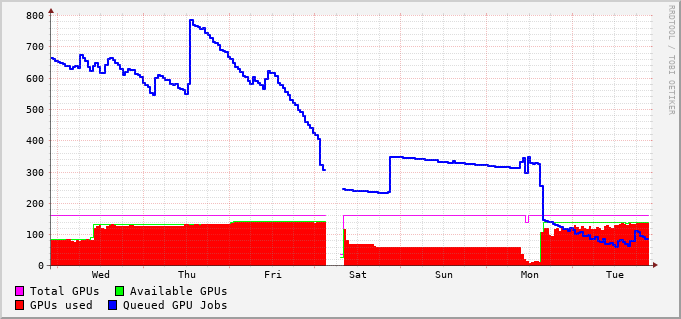 800
700
600
500
400
300
200
100
0
Wed Thu Fri Sat Sun Mon Tue
Total GPUs Available GPUs
GPUs used Queued GPU Jobs
RRDTOOL / TOBI OETIKER